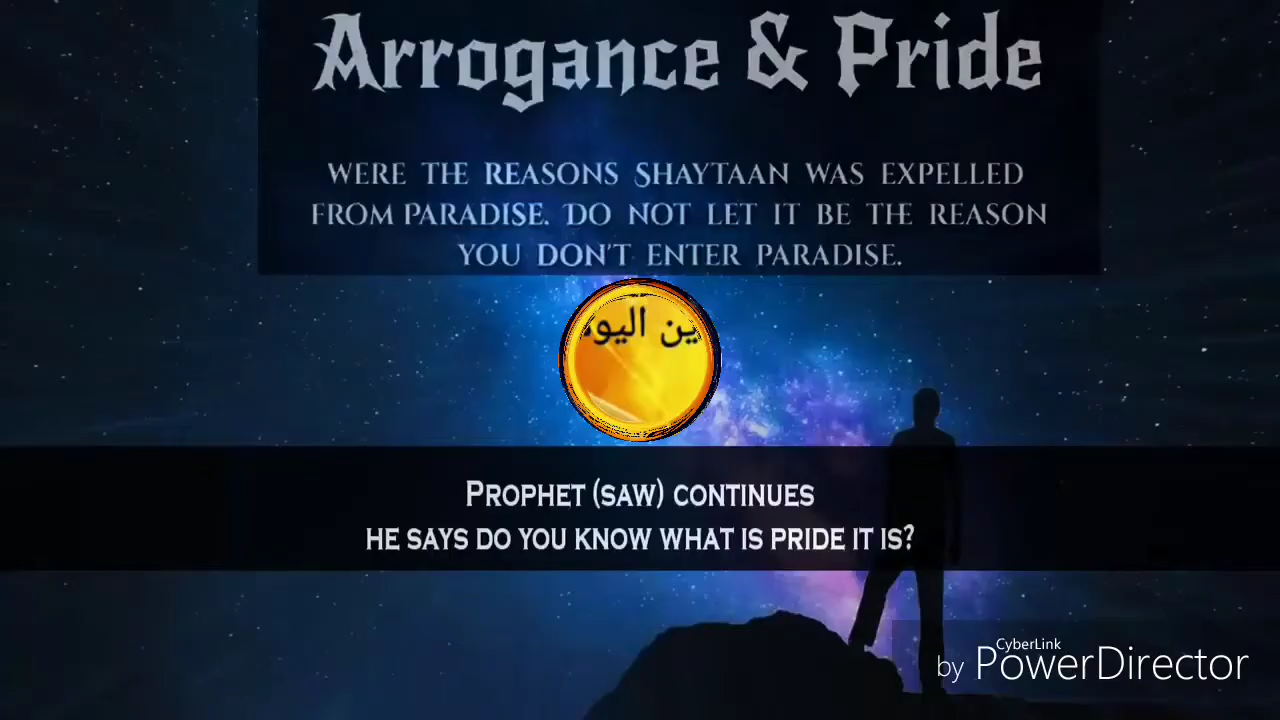 Arrogance & Pride
WERE THE REASONS SHAYTAAN WAS EXPELLED
FROM PARADISE. DO NOT LET IT BE THE REASON
YOU DON'T ENTER PARADISE.
ين اليو
PROPHET (SAW) CONTINUES
HE SAYS DO YOU KNOW WHAT IS PRIDE IT IS?
CyberLink
by PowerDirector